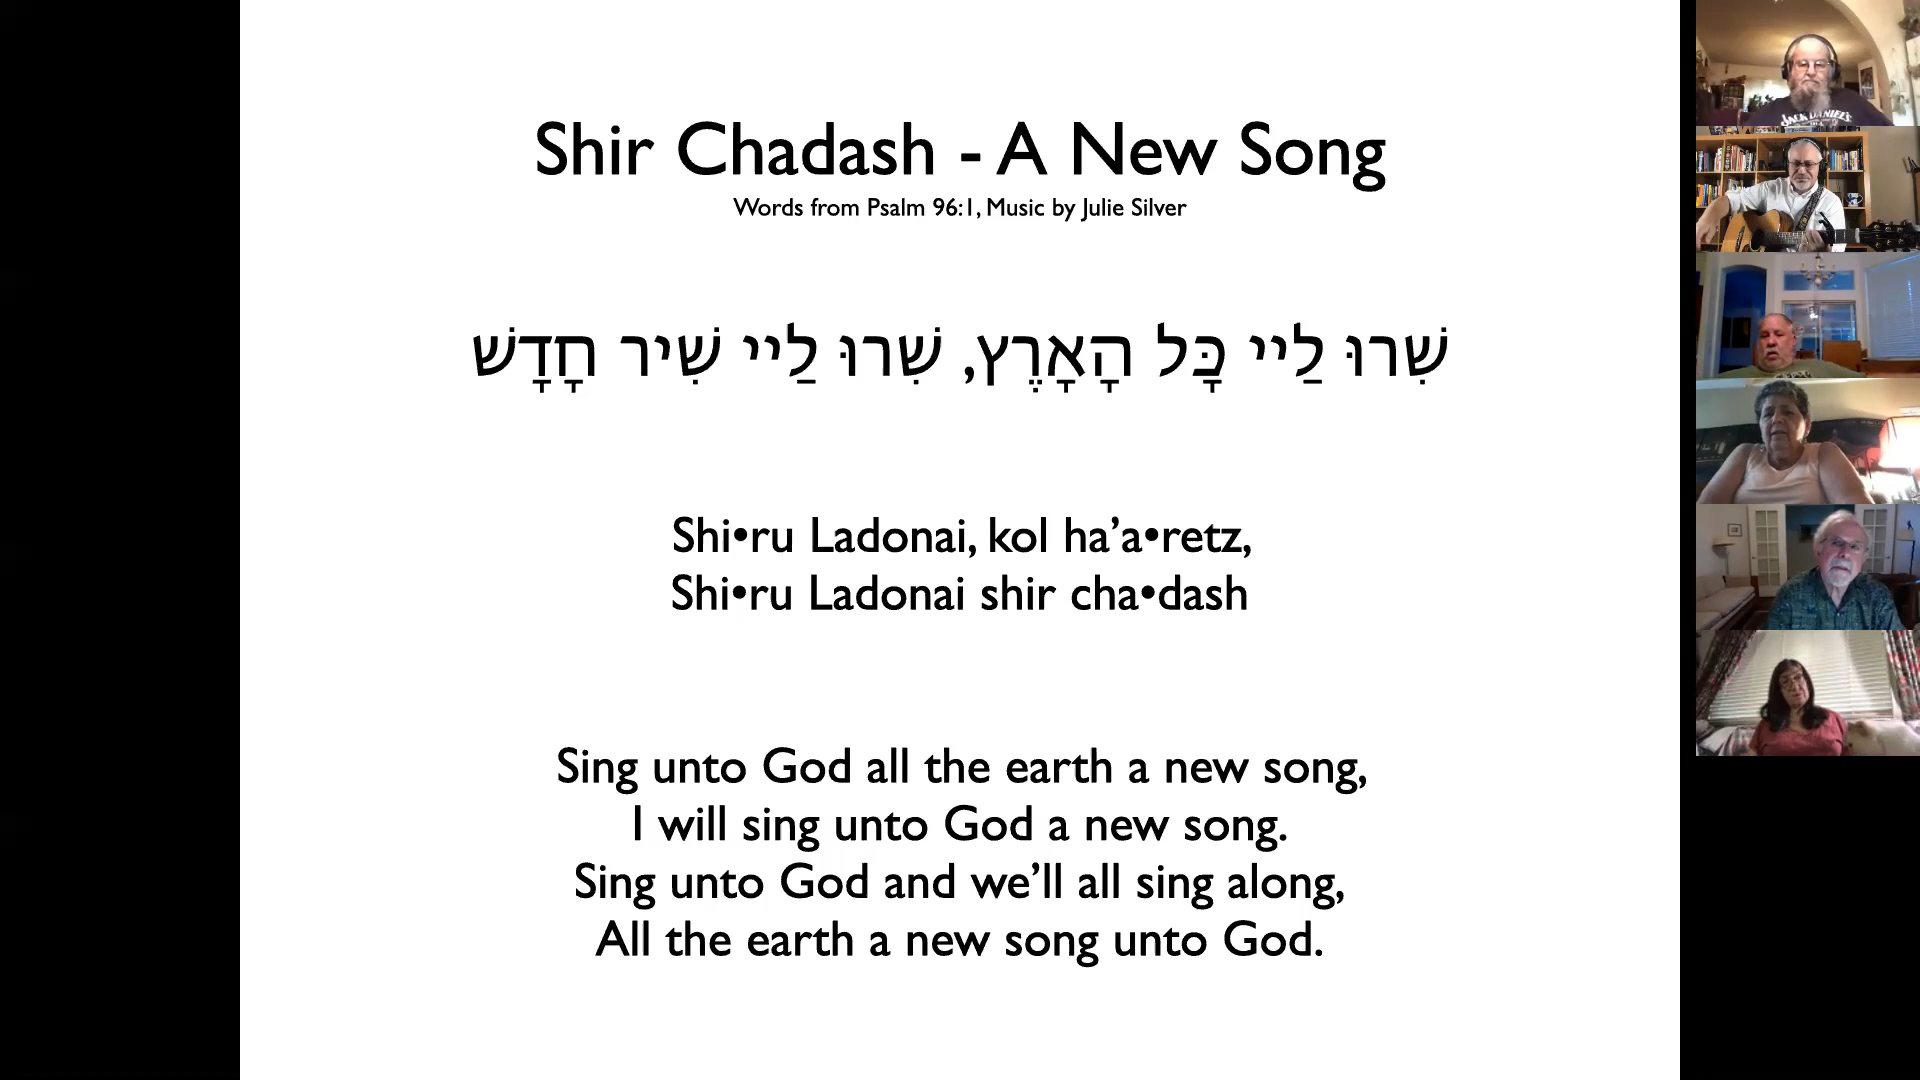 Shir Chadash - A New Song
Words from Psalm 96:1, Music by Julie Silver
שִׁרוּ לַיי כָּל הָאָרֶץ, שִׁרוּ לַיי שִׁיר חָדָשׁ
Shi•ru Ladonai, kol ha’a•retz,
Shi•ru Ladonai shir cha•dash
Sing unto God all the earth a new song,
I will sing unto God a new song.
Sing unto God and we’ll all sing along,
All the earth a new song unto God.
JACK DANIEL'S